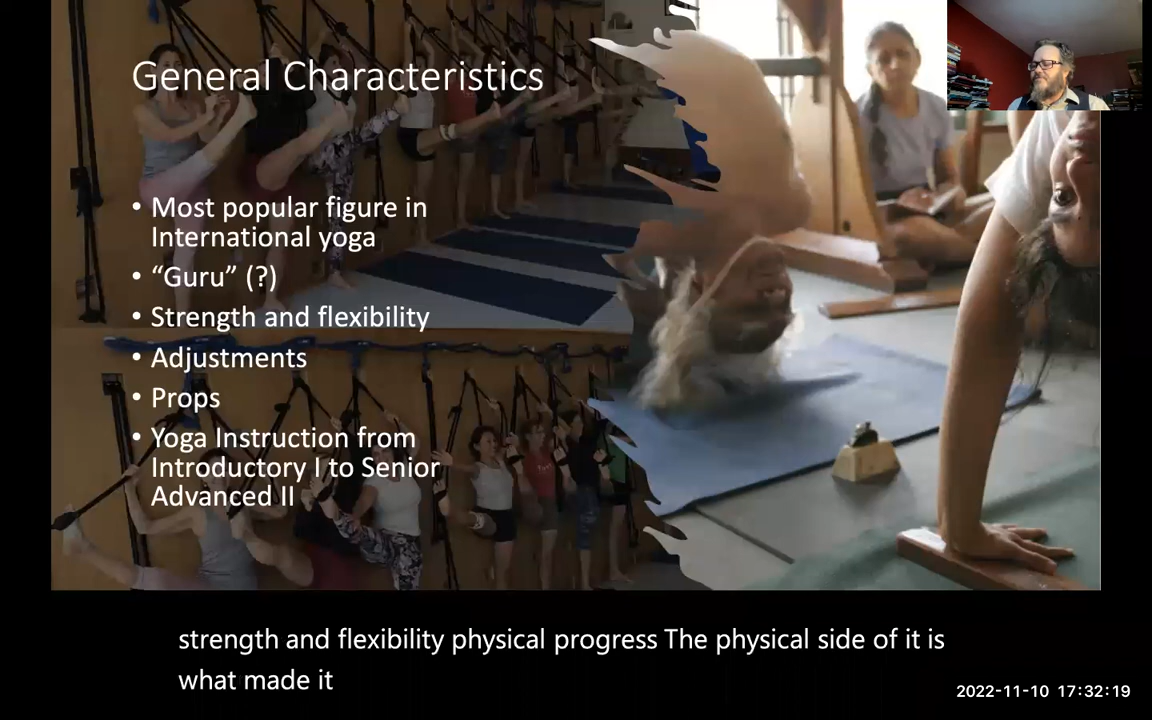 General Characteristics
• Most popular figure in
International yoga
• “Guru” (?)
• Strength and flexibility
• Adjustments
• Props
• Yoga Instruction from
Introductory I to Senior
Advanced II
strength and flexibility physical progress The physical side of it is
what made it
2022-11-10 17:32:19